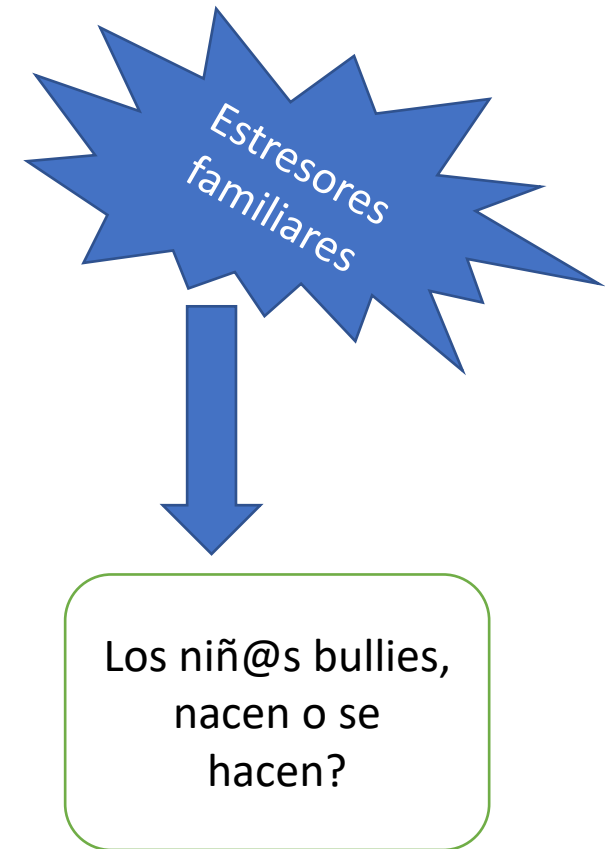 Estresores
familiares
Los niñ@s bullies,
nacen o se
hacen?